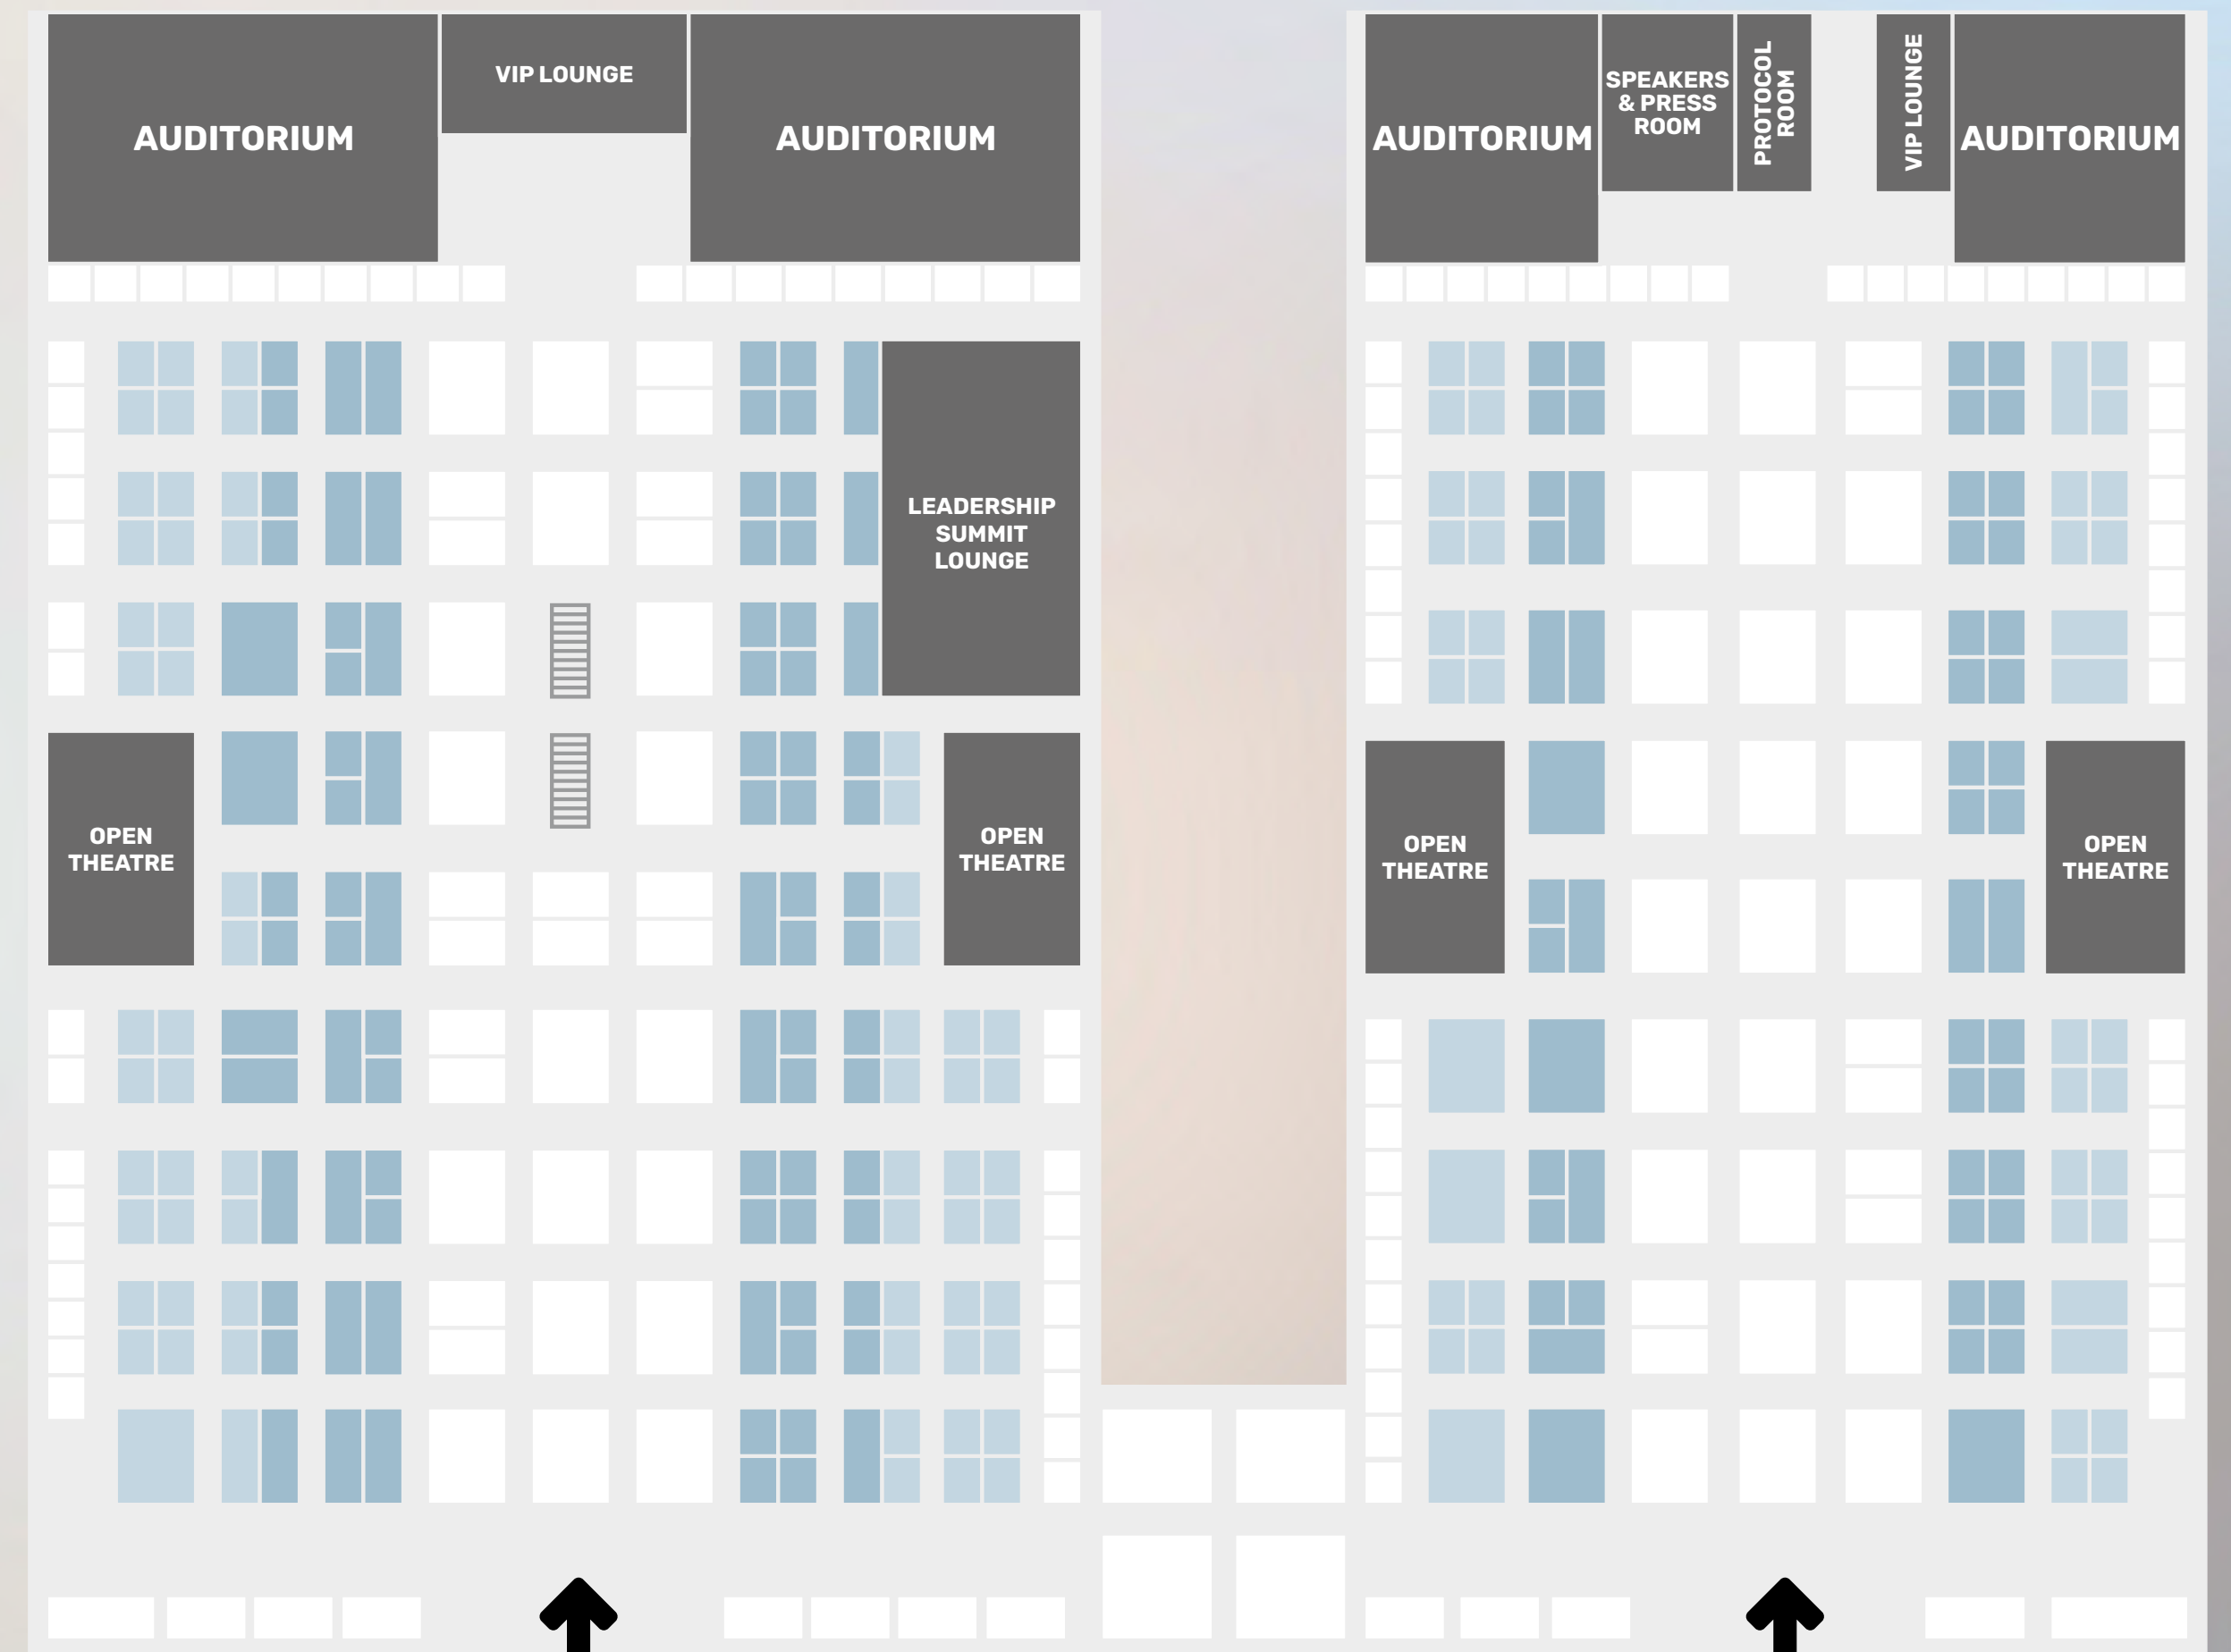 AUDITORIUM
VIP LOUNGE
AUDITORIUM
AUDITORIUM
SPEAKERS
& PRESS
ROOM
PROTOCOL
ROOM
VIP LOUNGE
AUDITORIUM
LEADERSHIP
SUMMIT
LOUNGE
OPEN
THEATRE
OPEN
THEATRE
OPEN
THEATRE
OPEN
THEATRE